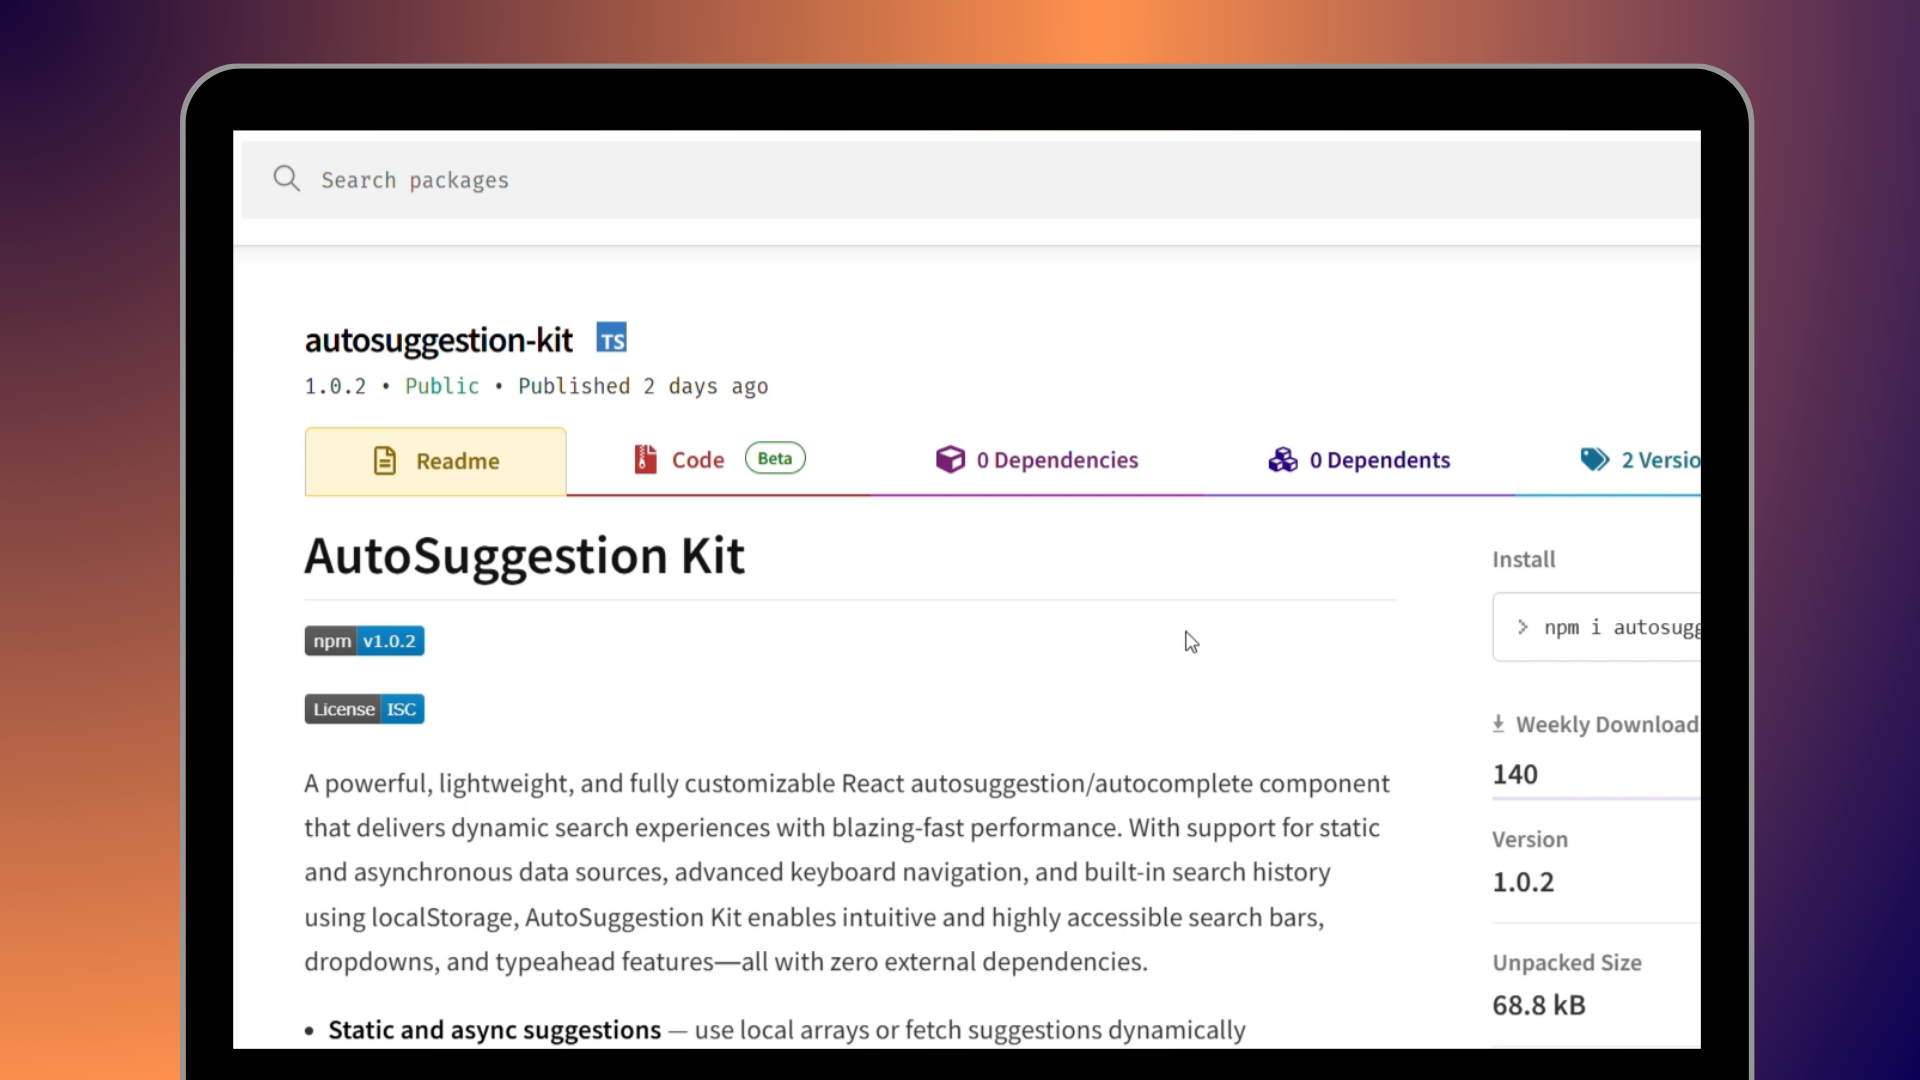 Search packages
autosuggestion-kit TS
1.0.2 • Public • Published 2 days ago
Readme
Code Beta
0 Dependencies
0 Dependents
2 Versio
AutoSuggestion Kit
npm v1.0.2
License ISC
A powerful, lightweight, and fully customizable React autosuggestion/autocomplete component
that delivers dynamic search experiences with blazing-fast performance. With support for static
and asynchronous data sources, advanced keyboard navigation, and built-in search history
using localStorage, AutoSuggestion Kit enables intuitive and highly accessible search bars,
dropdowns, and typeahead features—all with zero external dependencies.
• Static and async suggestions — use local arrays or fetch suggestions dynamically
Install
> npm i autosugg
Weekly Download
140
Version
1.0.2
Unpacked Size
68.8 kB